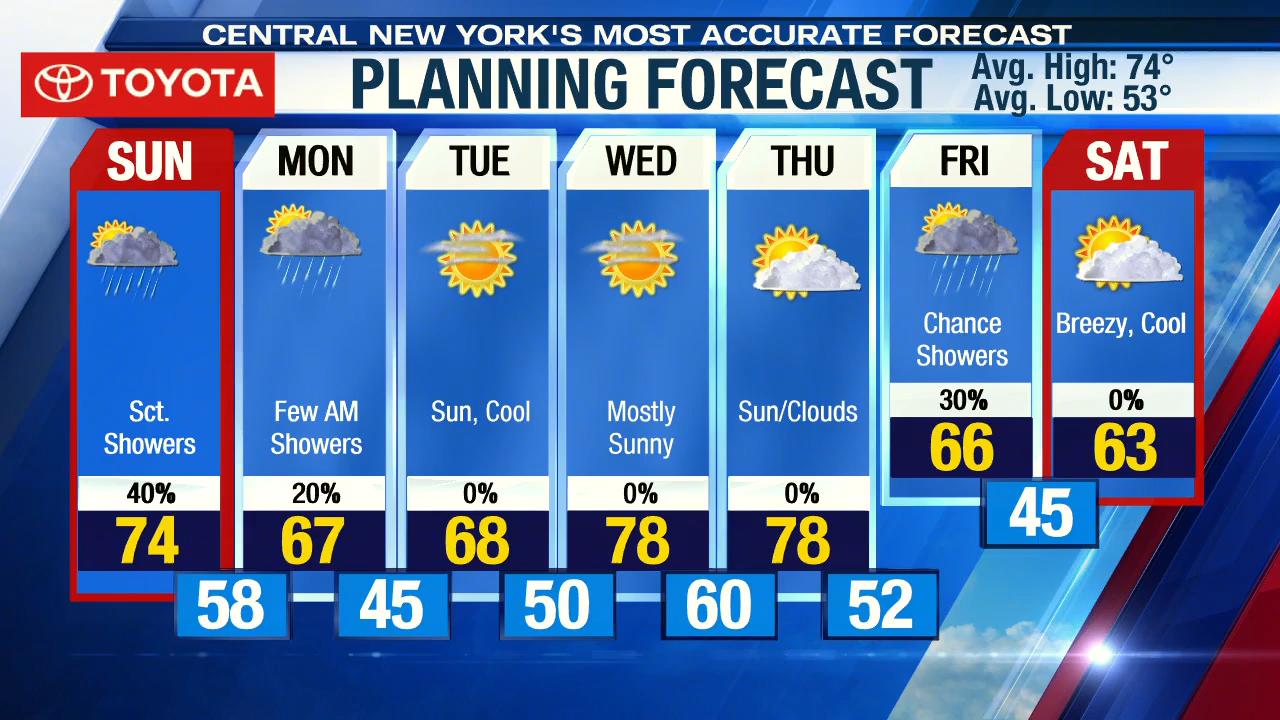 CENTRAL NEW YORK'S MOST ACCURATE FORECAST
TOYOTA
PLANNING FORECAST
Avg. High: 74°
Avg. Low: 53°
SUN
Sct.
Showers
40%
74
58
MON
Few AM
Showers
20%
67
45
TUE
Sun, Cool
0%
68
50
WED
Mostly
Sunny
0%
78
60
THU
Sun/Clouds
0%
78
52
FRI
Chance
Showers
30%
66
45
SAT
Breezy, Cool
0%
63